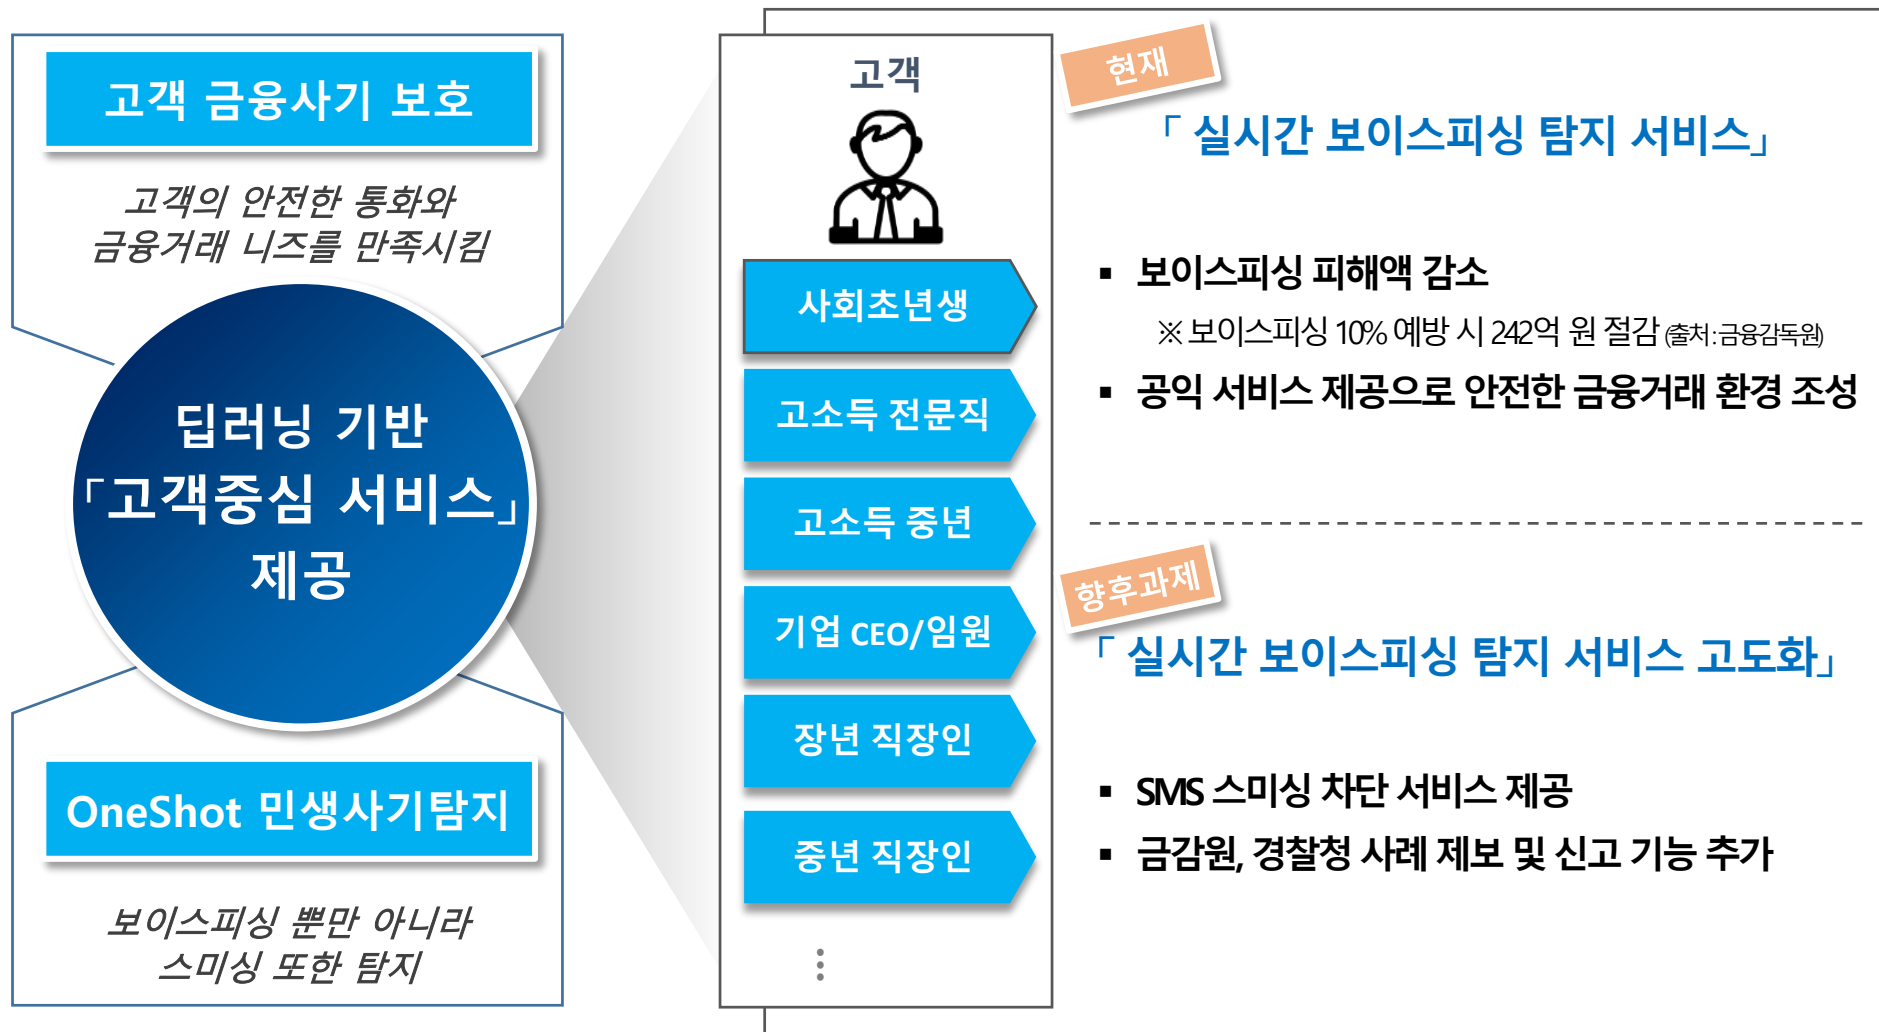 고객 금융사기 보호
고객의 안전한 통화와
금융거래 니즈를 만족시킴
딥러닝 기반
「고객중심 서비스」
제공
OneShot 민생사기탐지
보이스피싱 뿐만 아니라
스미싱 또한 탐지
고객
사회초년생
고소득 전문직
고소득 중년
기업 CEO/임원
장년 직장인
중년 직장인
⋮
현재
「 실시간 보이스피싱 탐지 서비스」
▪ 보이스피싱 피해액 감소
※ 보이스피싱 10% 예방 시 242억 원 절감 (출처 : 금융감독원)
▪ 공익 서비스 제공으로 안전한 금융거래 환경 조성
향후과제
「 실시간 보이스피싱 탐지 서비스 고도화」
▪ SMS 스미싱 차단 서비스 제공
▪ 금감원, 경찰청 사례 제보 및 신고 기능 추가